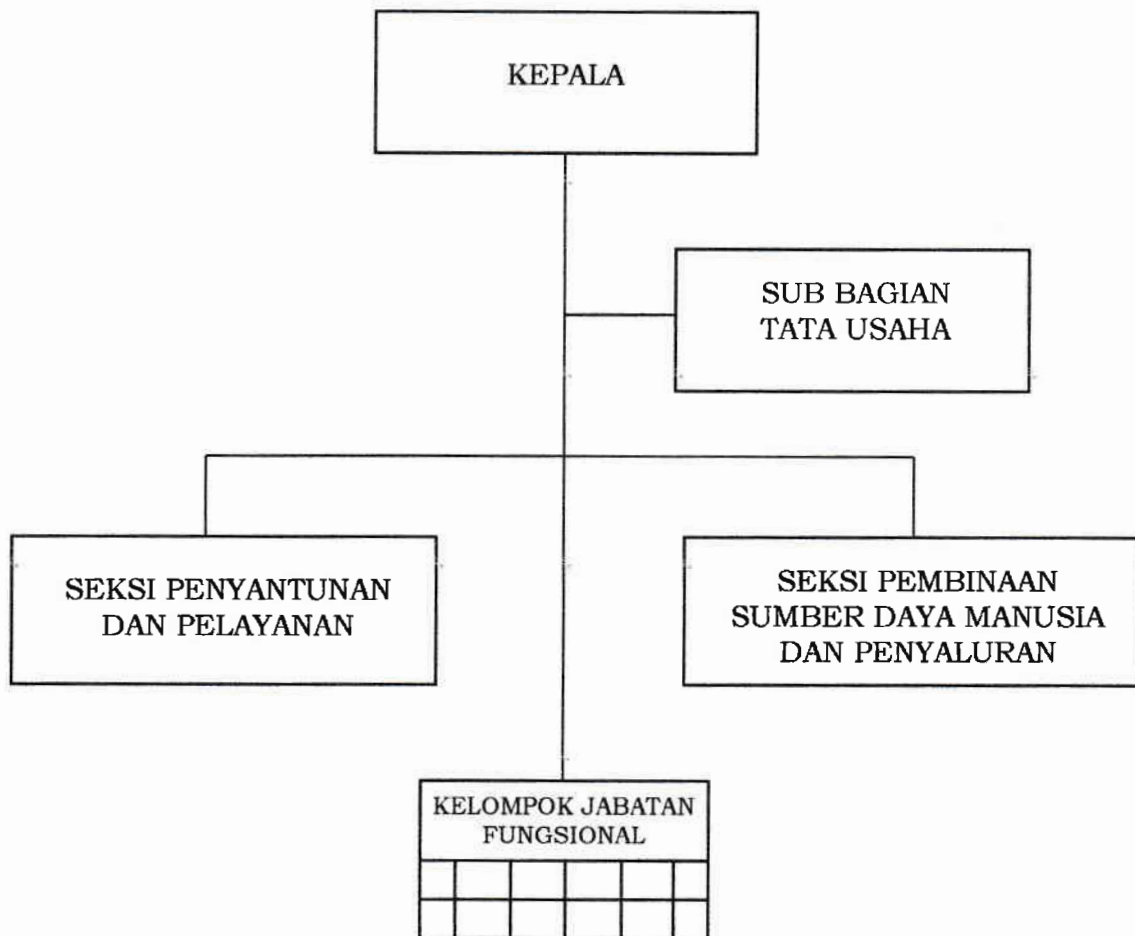 KEPALA
SUB BAGIAN
TATA USAHA
SEKSI PENYANTUNAN
DAN PELAYANAN
SEKSI PEMBINAAN
SUMBER DAYA MANUSIA
DAN PENYALURAN
KELOMPOK JABATAN
FUNGSIONAL